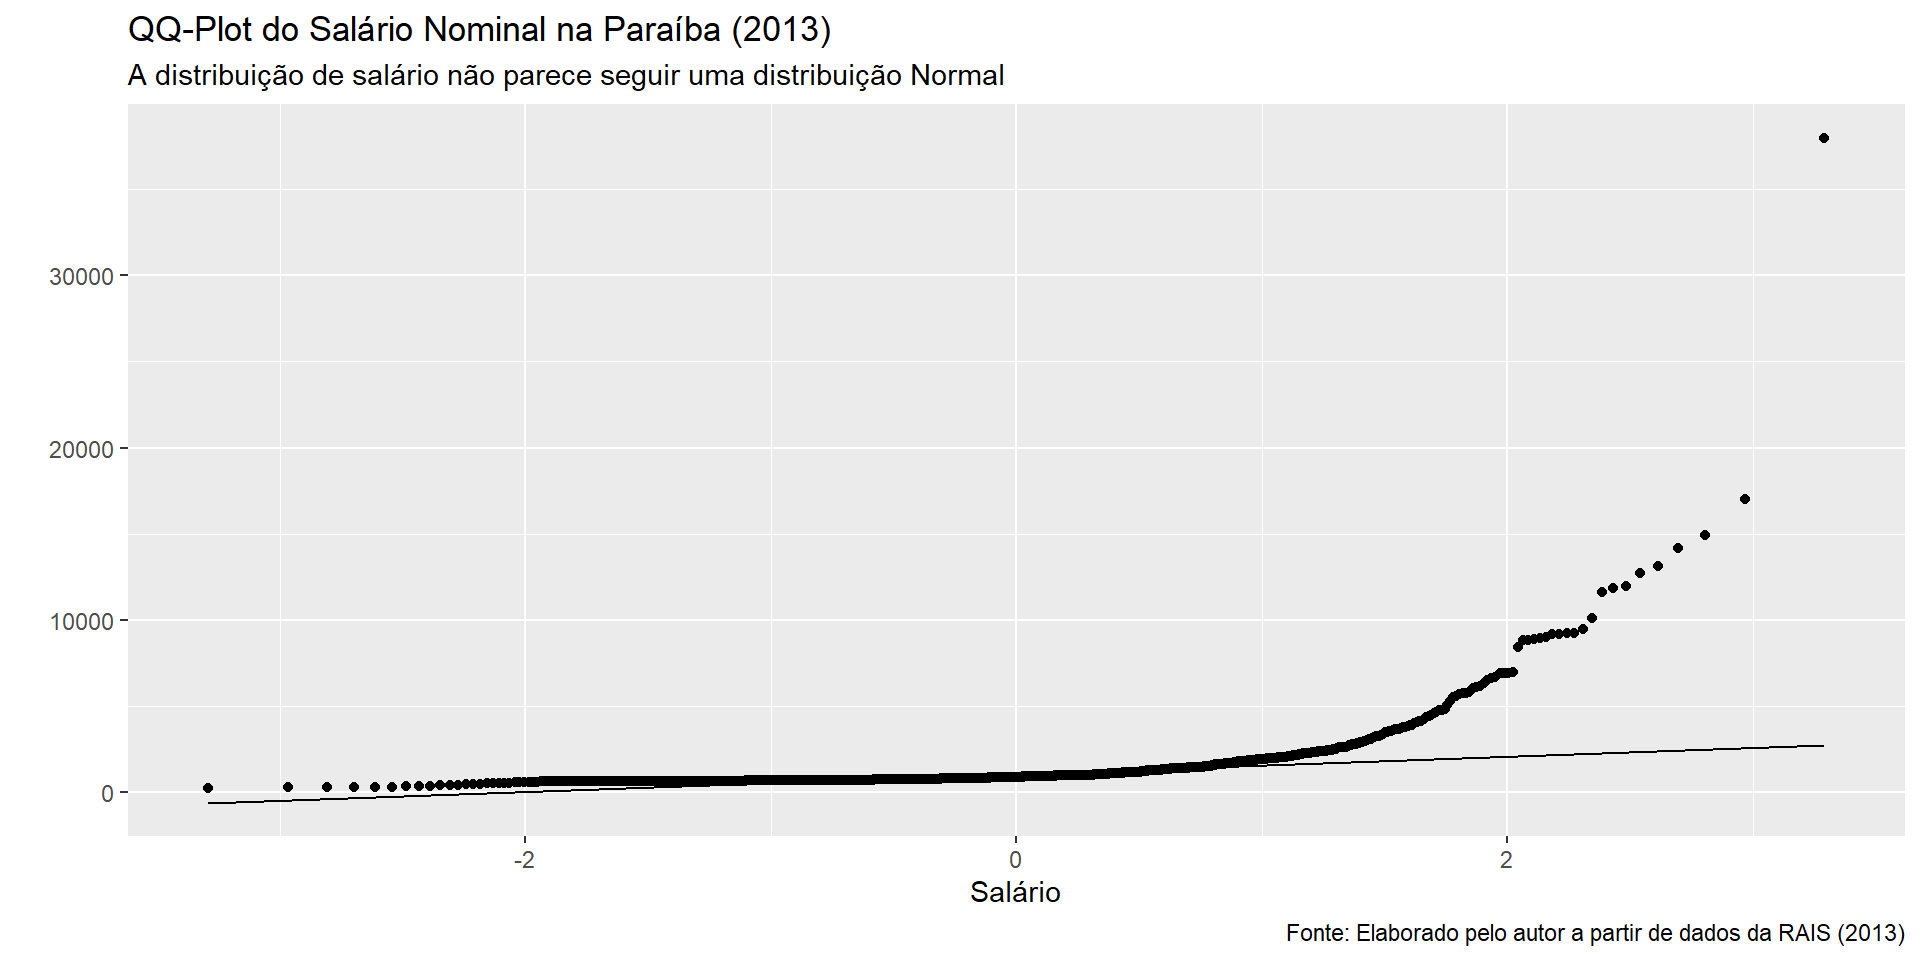 QQ-Plot do Salário Nominal na Paraíba (2013)
A distribuição de salário não parece seguir uma distribuição Normal
30000
20000
10000
0
-2
0
2
Salário
Fonte: Elaborado pelo autor a partir de dados da RAIS (2013)